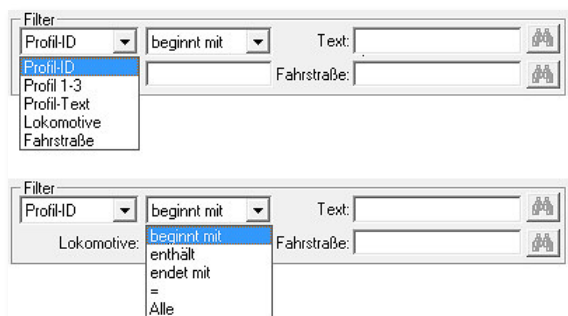 Filter
Profil-ID beginnt mit Text:
Profil-ID Fahrstraße:
Profil 1-3
Profil-Text
Lokomotive
Fahrstraße
Filter
Profil-ID beginnt mit Text:
Lokomotive: beginnt mit Fahrstraße:
enthält
endet mit
=
Alle